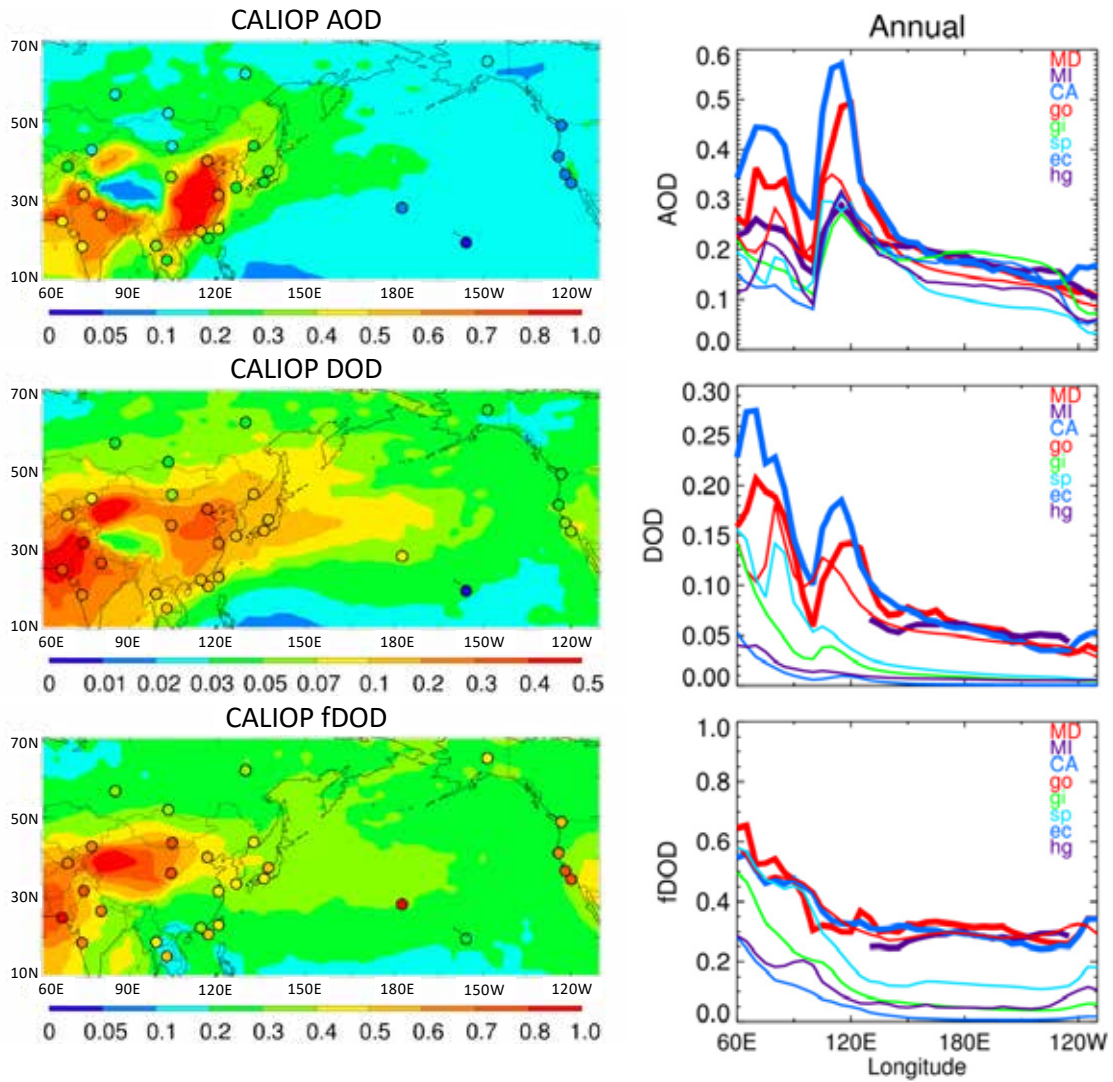 CALIOP AOD
70N
50N
30N
10N
60E 90E 120E 150E 180E 150W 120W
0 0.05 0.1 0.2 0.3 0.4 0.5 0.6 0.7 0.8 1.0
CALIOP DOD
70N
50N
30N
10N
60E 90E 120E 150E 180E 150W 120W
0 0.01 0.02 0.03 0.05 0.07 0.1 0.2 0.3 0.4 0.5
CALIOP fDOD
70N
50N
30N
10N
60E 90E 120E 150E 180E 150W 120W
0 0.05 0.1 0.2 0.3 0.4 0.5 0.6 0.7 0.8 1.0
Annual
AOD
0.6
0.5
0.4
0.3
0.2
0.1
0.0
MD
MI
CA
go
gi
sp
ec
hg
DOD
0.30
0.25
0.20
0.15
0.10
0.05
0.00
MD
MI
CA
go
gi
sp
ec
hg
fDOD
1.0
0.8
0.6
0.4
0.2
0.0
MD
MI
CA
go
gi
sp
ec
hg
60E 120E 180E 120W
Longitude